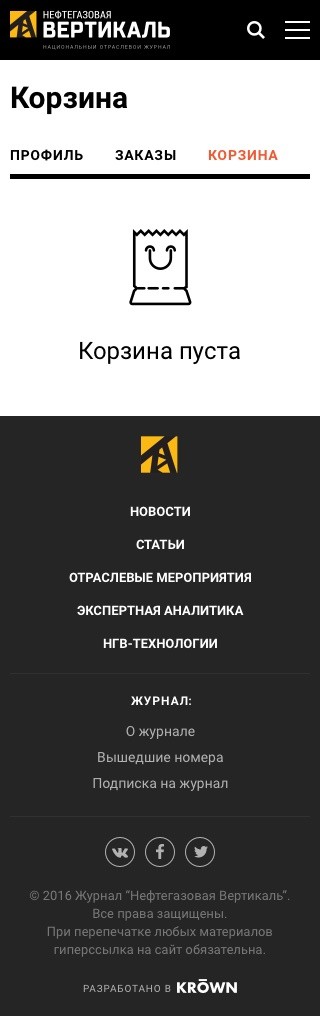 НЕФТЕГАЗОВАЯ
ВЕРТИКАЛЬ
НАЦИОНАЛЬНЫЙ ОТРАСЛЕВОЙ ЖУРНАЛ
Корзина
ПРОФИЛЬ ЗАКАЗЫ КОРЗИНА
Корзина пуста
НОВОСТИ
СТАТЬИ
ОТРАСЛЕВЫЕ МЕРОПРИЯТИЯ
ЭКСПЕРТНАЯ АНАЛИТИКА
НГВ-ТЕХНОЛОГИИ
ЖУРНАЛ:
О журнале
Вышедшие номера
Подписка на журнал
© 2016 Журнал “Нефтегазовая Вертикаль“.
Все права защищены.
При перепечатке любых материалов
гиперссылка на сайт обязательна.
РАЗРАБОТАНО В KRŌWN